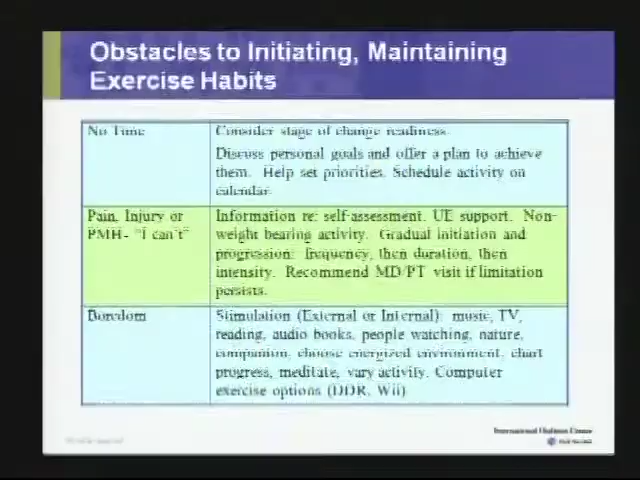 Obstacles to Initiating, Maintaining
Exercise Habits
No Time
Consider stage of change readiness.
Discuss personal goals and offer a plan to achieve
them. Help set priorities. Schedule activity on
calendar.
Pain, Injury or
PMH- "I can't"
Information re: self-assessment. UE support. Non-
weight bearing activity. Gradual initiation and
progression: frequency, then duration, then
intensity. Recommend MD/PT visit if limitation
persists.
Boredom
Stimulation (External or Internal): music, TV,
reading, audio books, people watching, nature,
companion, choose energized environment, chart
progress, meditate, vary activity. Computer
exercise options (DDR, Wii)
International